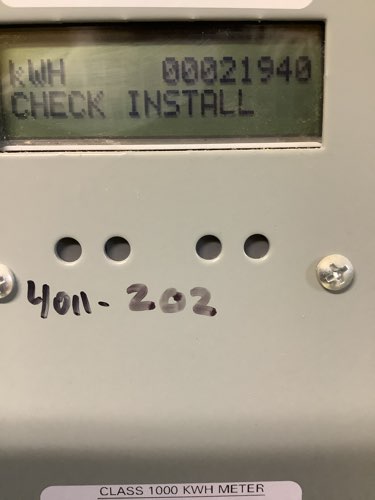 kWH 00021940
CHECK INSTALL
4011-202
CLASS 1000 KWH METER